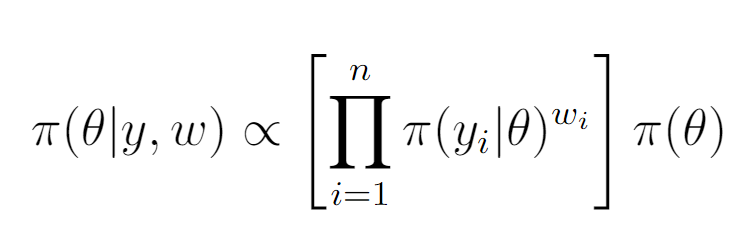 π(θ|y, w) ∝ [∏_{i=1}^{n} π(y_i|θ)^{w_i}] π(θ)